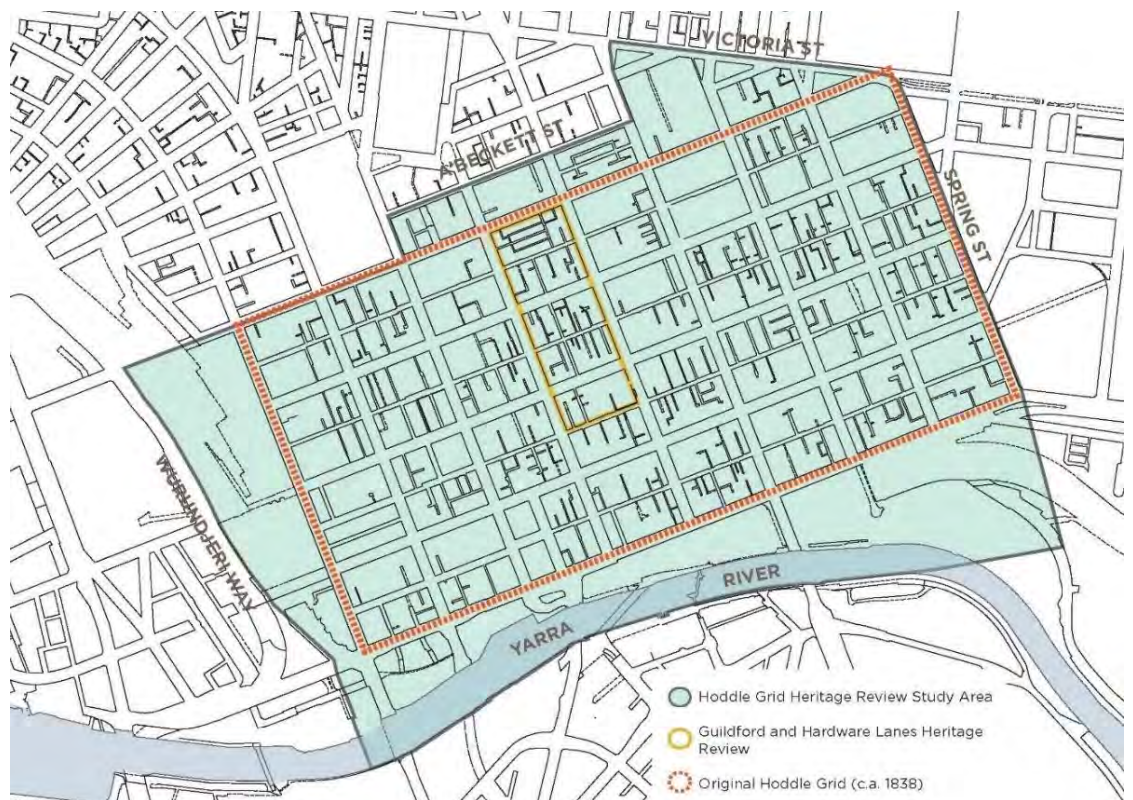 VICTORIA ST
A'BECKETT ST
SPRING ST
WURUNDJERI WAY
YARRA
RIVER
Hoddle Grid Heritage Review Study Area
Guildford and Hardware Lanes Heritage
Review
Original Hoddle Grid (c.a. 1838)